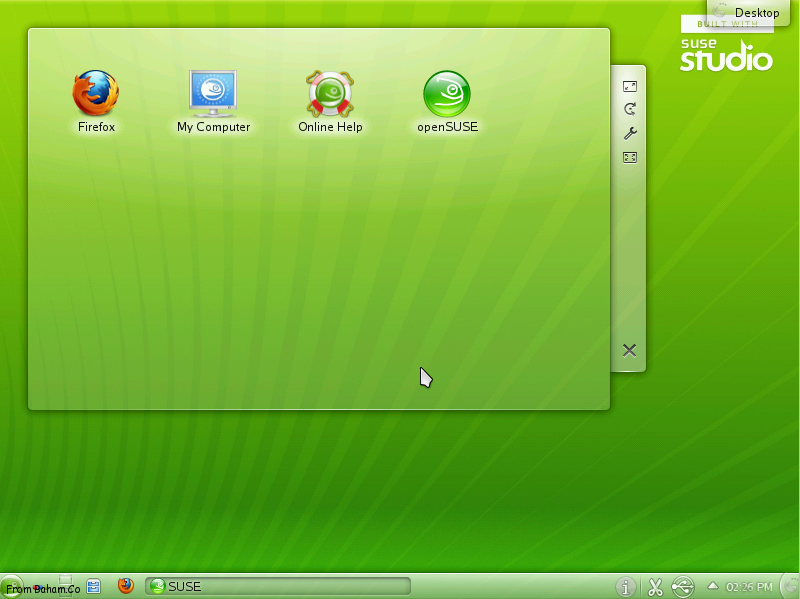 Desktop
BUILT WITH
suse
studio
Firefox
My Computer
Online Help
openSUSE
From Daham.Co
SUSE
02:26 PM